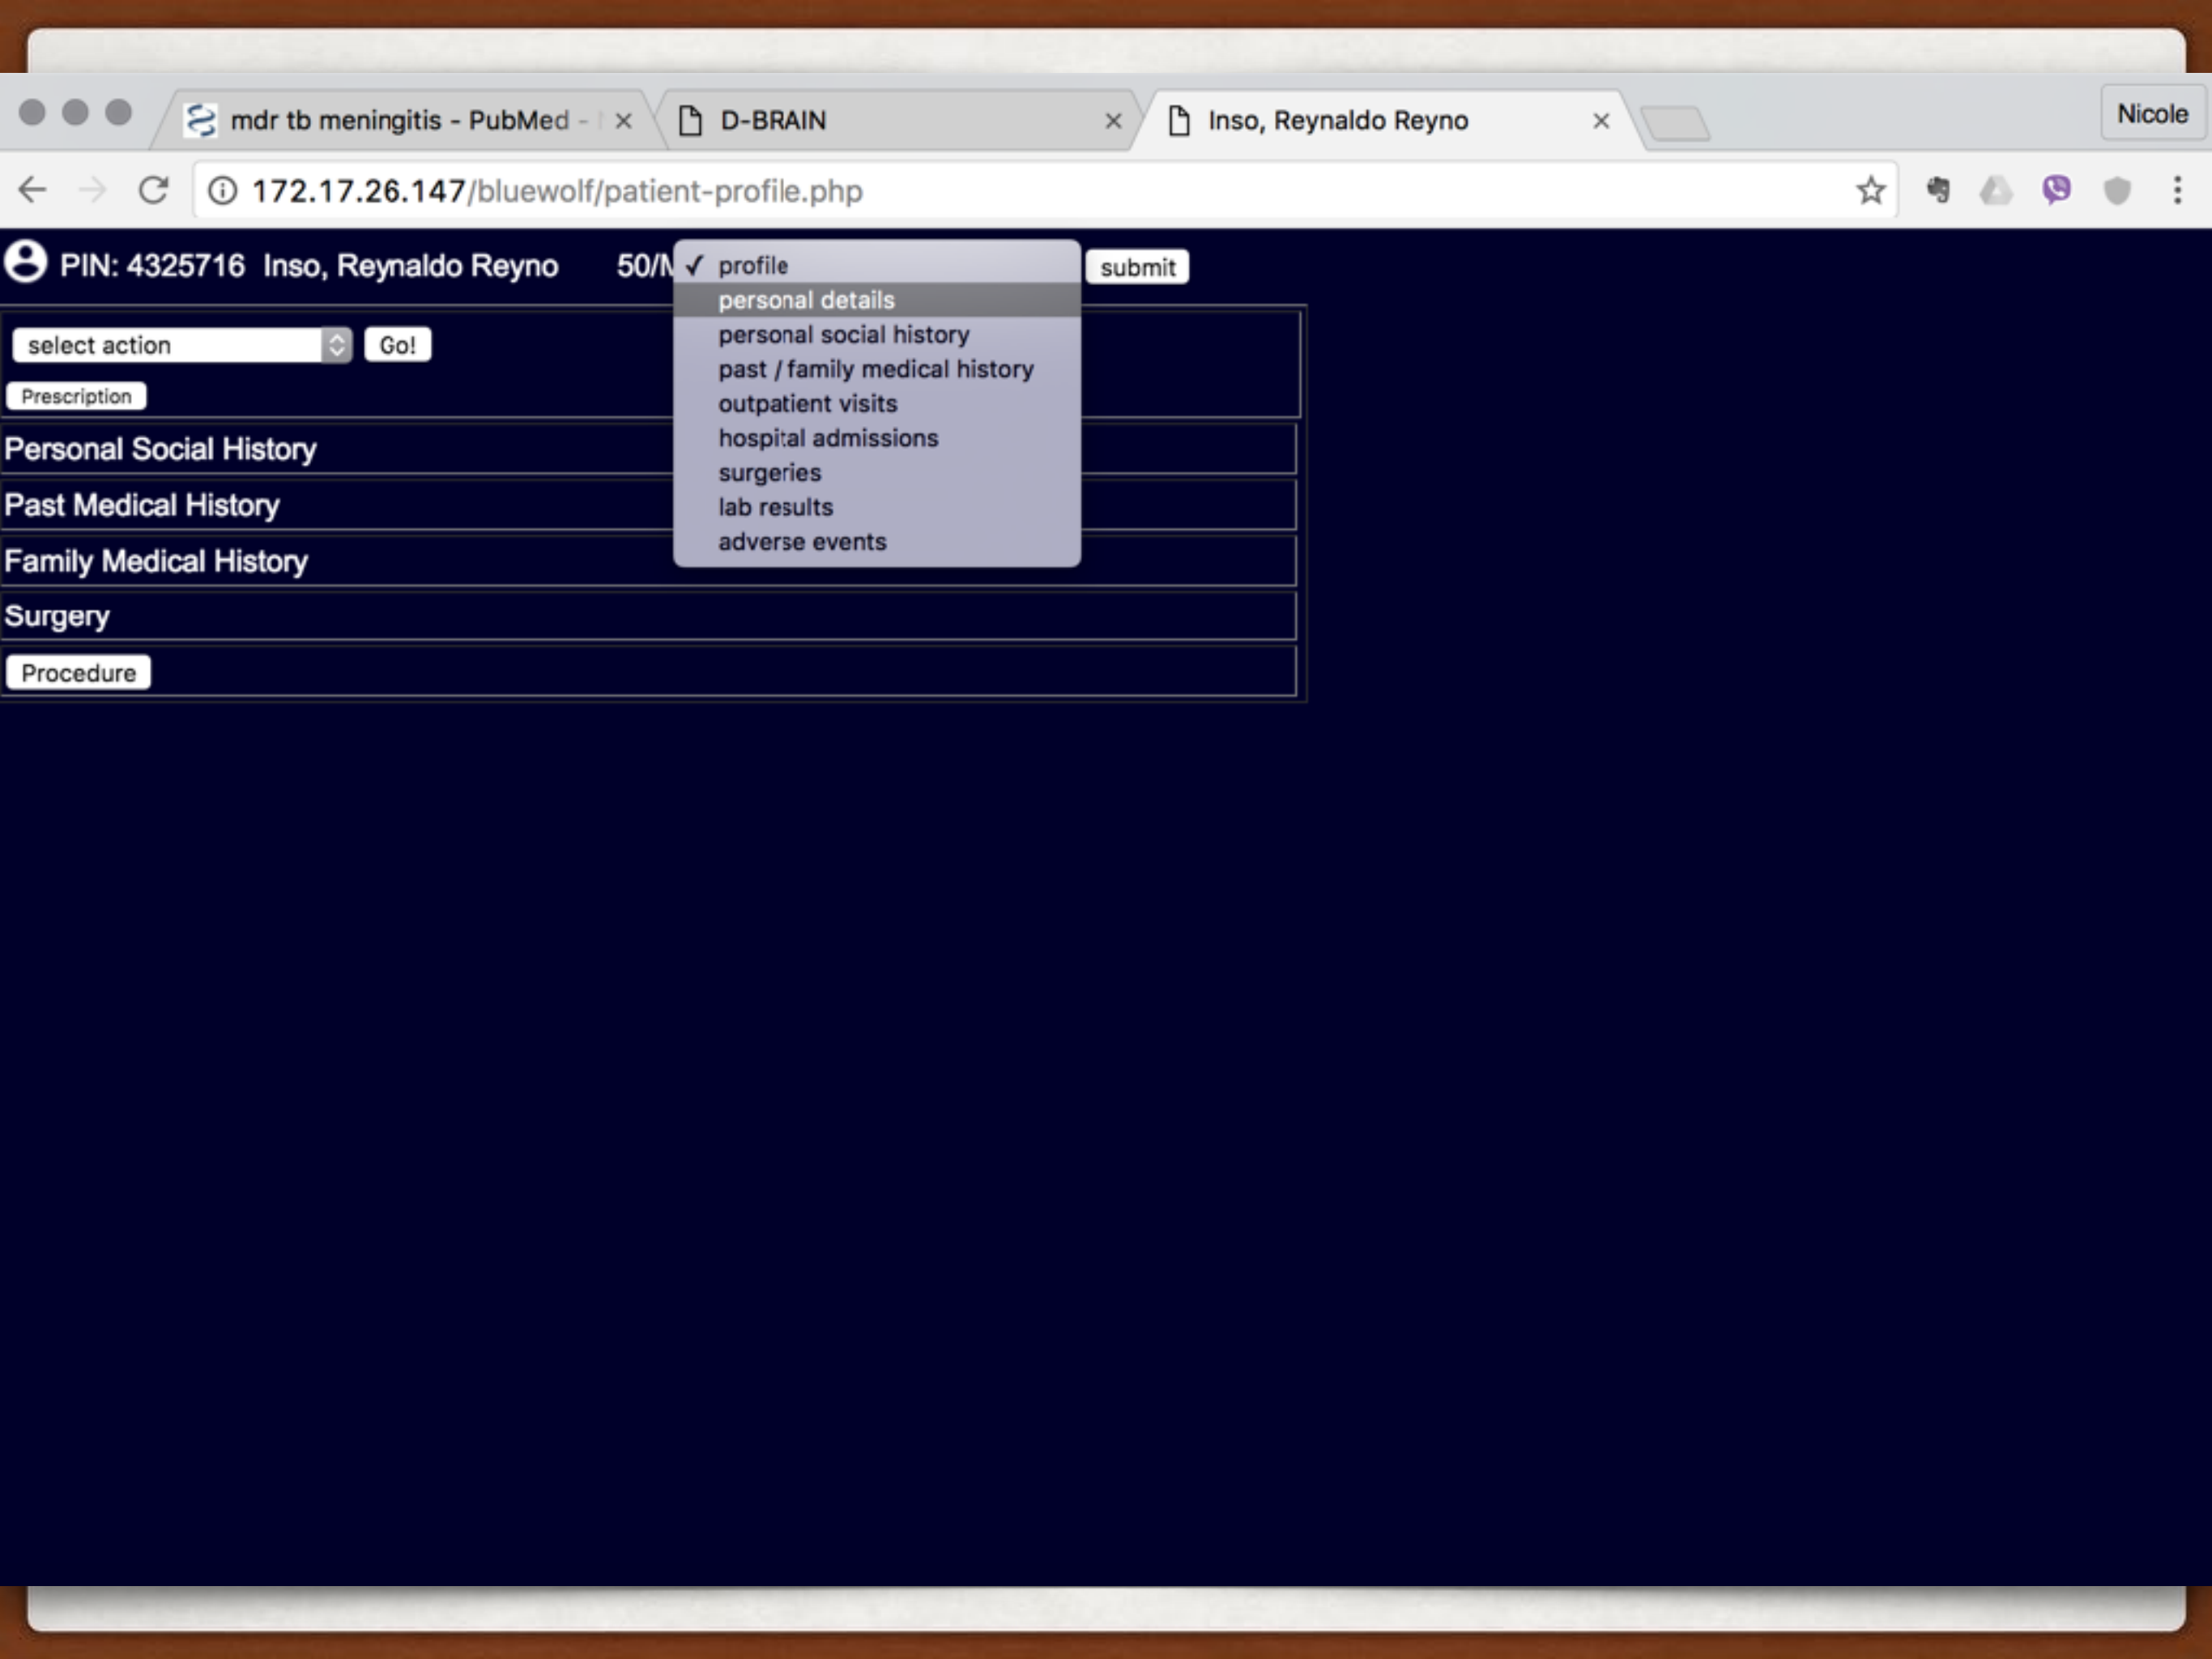 mdr tb meningitis - PubMed -
D-BRAIN
Inso, Reynaldo Reyno
Nicole
172.17.26.147/bluewolf/patient-profile.php
PIN: 4325716 Inso, Reynaldo Reyno 50/M
✓ profile
submit
personal details
personal social history
past / family medical history
outpatient visits
hospital admissions
surgeries
lab results
adverse events
select action
Go!
Prescription
Personal Social History
Past Medical History
Family Medical History
Surgery
Procedure